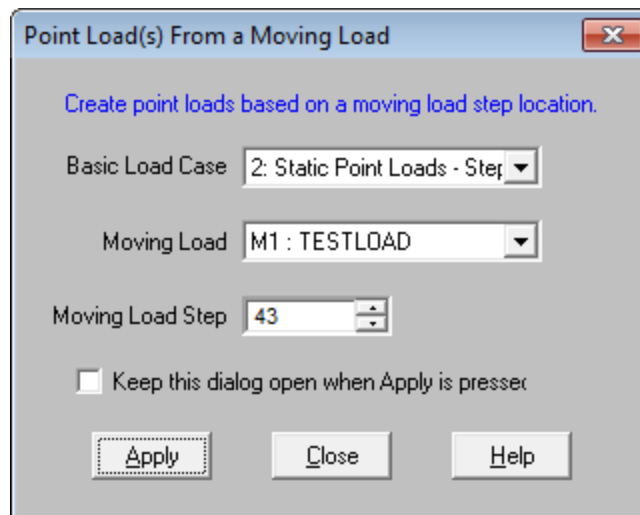 Point Load(s) From a Moving Load
Create point loads based on a moving load step location.
Basic Load Case 2: Static Point Loads - Step
Moving Load M1 : TESTLOAD
Moving Load Step 43
Keep this dialog open when Apply is pressed
Apply Close Help